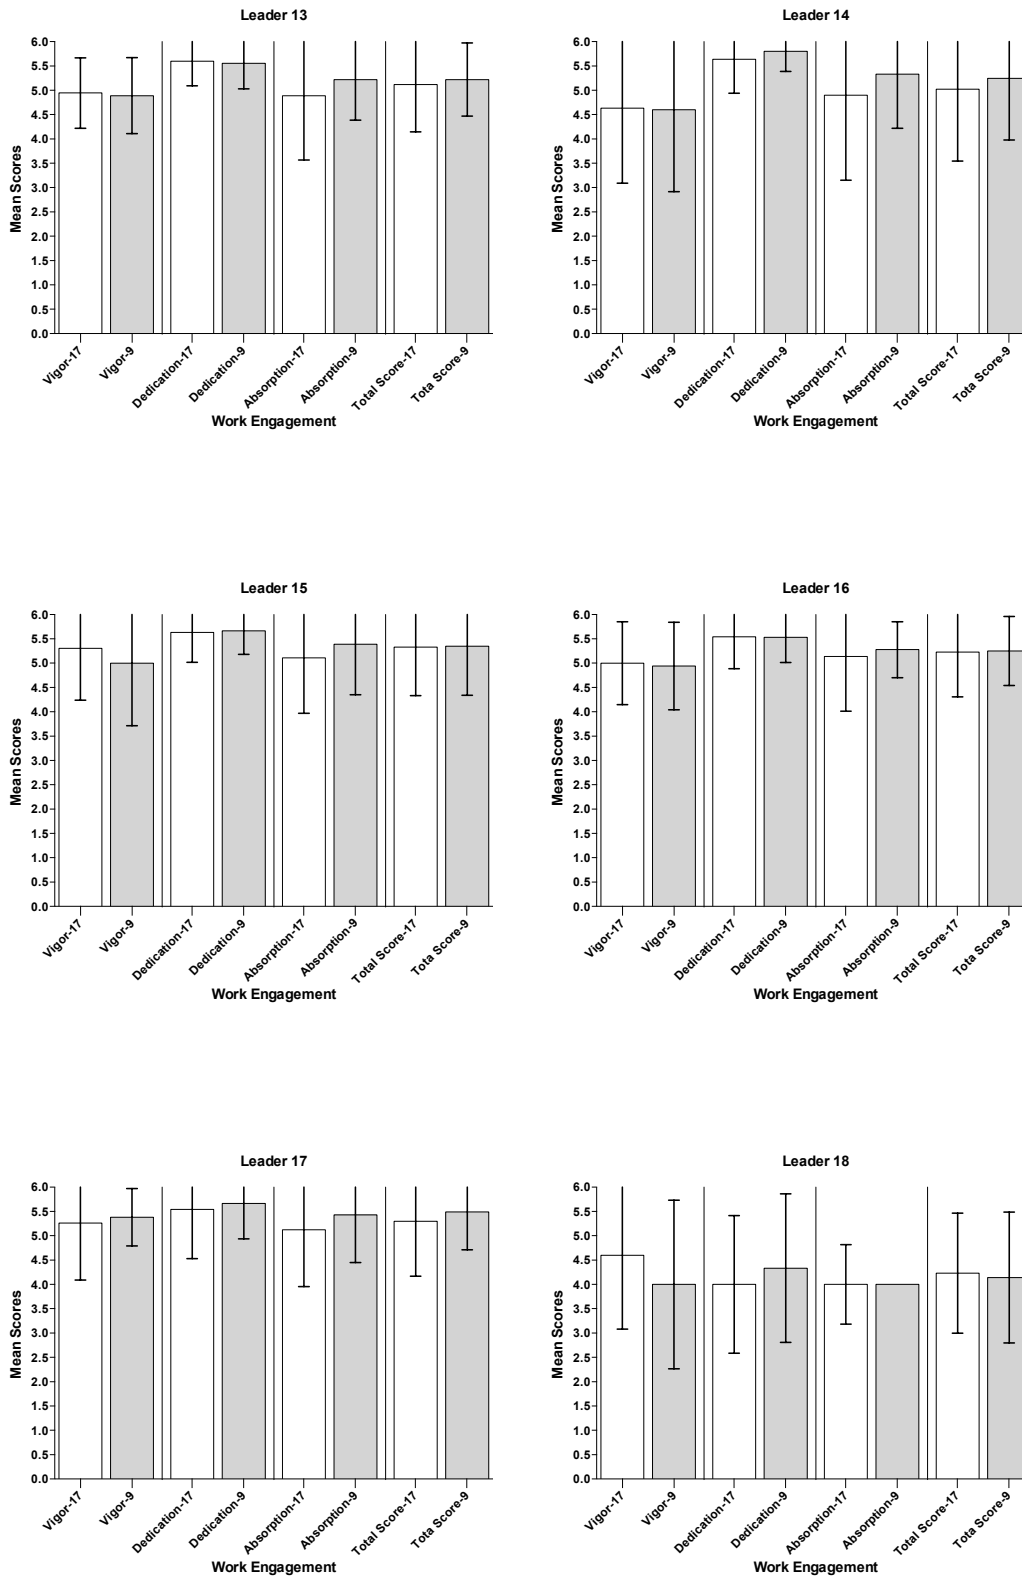 Leader 13
Mean Scores
6.0
5.5
5.0
4.5
4.0
3.5
3.0
2.5
2.0
1.5
1.0
0.5
0.0
Vigor-17
Vigor-9
Dedication-17
Dedication-9
Absorption-17
Absorption-9
Total Score-17
Tota Score-9
Work Engagement
Leader 14
Mean Scores
6.0
5.5
5.0
4.5
4.0
3.5
3.0
2.5
2.0
1.5
1.0
0.5
0.0
Vigor-17
Vigor-9
Dedication-17
Dedication-9
Absorption-17
Absorption-9
Total Score-17
Tota Score-9
Work Engagement
Leader 15
Mean Scores
6.0
5.5
5.0
4.5
4.0
3.5
3.0
2.5
2.0
1.5
1.0
0.5
0.0
Vigor-17
Vigor-9
Dedication-17
Dedication-9
Absorption-17
Absorption-9
Total Score-17
Tota Score-9
Work Engagement
Leader 16
Mean Scores
6.0
5.5
5.0
4.5
4.0
3.5
3.0
2.5
2.0
1.5
1.0
0.5
0.0
Vigor-17
Vigor-9
Dedication-17
Dedication-9
Absorption-17
Absorption-9
Total Score-17
Tota Score-9
Work Engagement
Leader 17
Mean Scores
6.0
5.5
5.0
4.5
4.0
3.5
3.0
2.5
2.0
1.5
1.0
0.5
0.0
Vigor-17
Vigor-9
Dedication-17
Dedication-9
Absorption-17
Absorption-9
Total Score-17
Tota Score-9
Work Engagement
Leader 18
Mean Scores
6.0
5.5
5.0
4.5
4.0
3.5
3.0
2.5
2.0
1.5
1.0
0.5
0.0
Vigor-17
Vigor-9
Dedication-17
Dedication-9
Absorption-17
Absorption-9
Total Score-17
Tota Score-9
Work Engagement